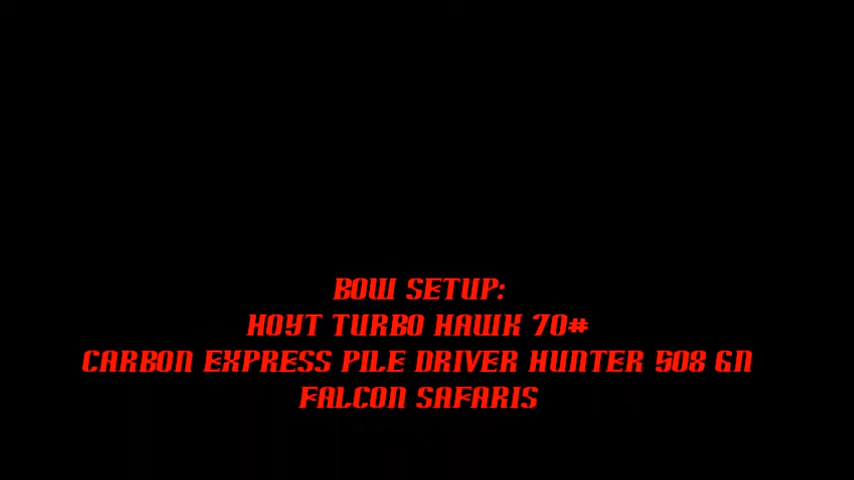 BOW SETUP:
HOYT TURBO HAWK 70#
CARBON EXPRESS PILE DRIVER HUNTER 508 GN
FALCON SAFARIS